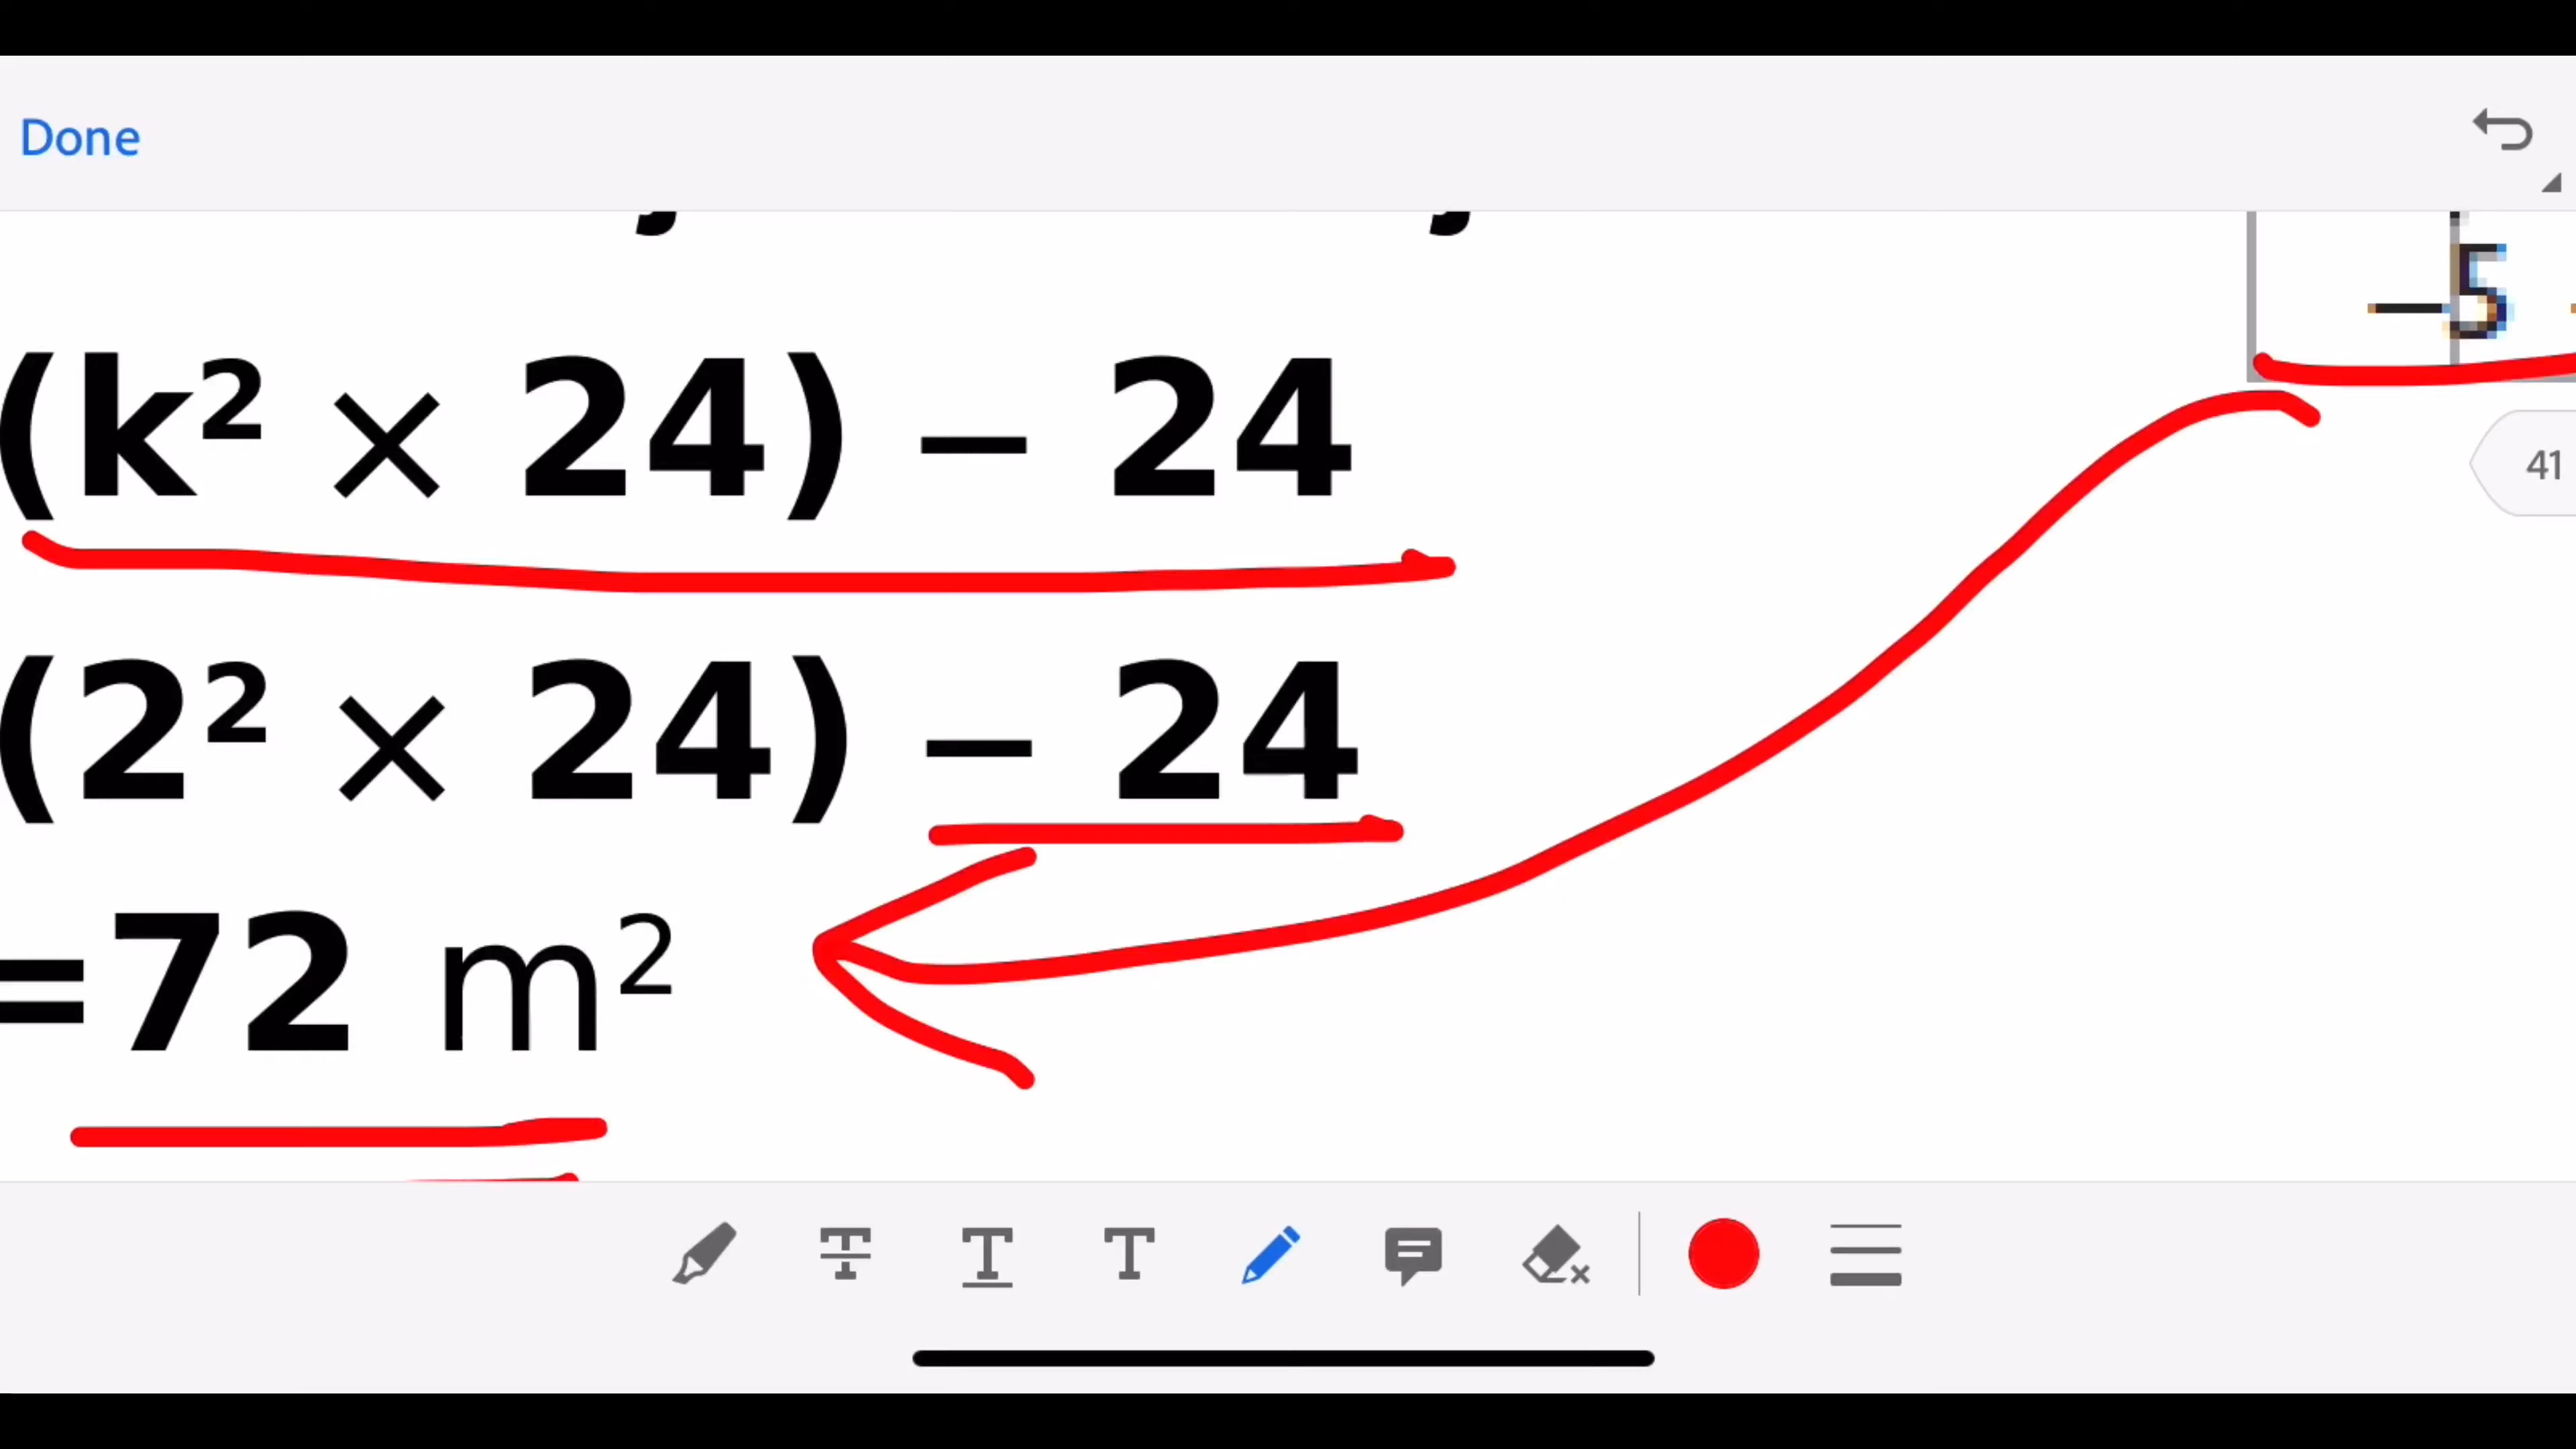 Done
−5
(k² × 24) − 24
41
(2² × 24) − 24
=72 m²